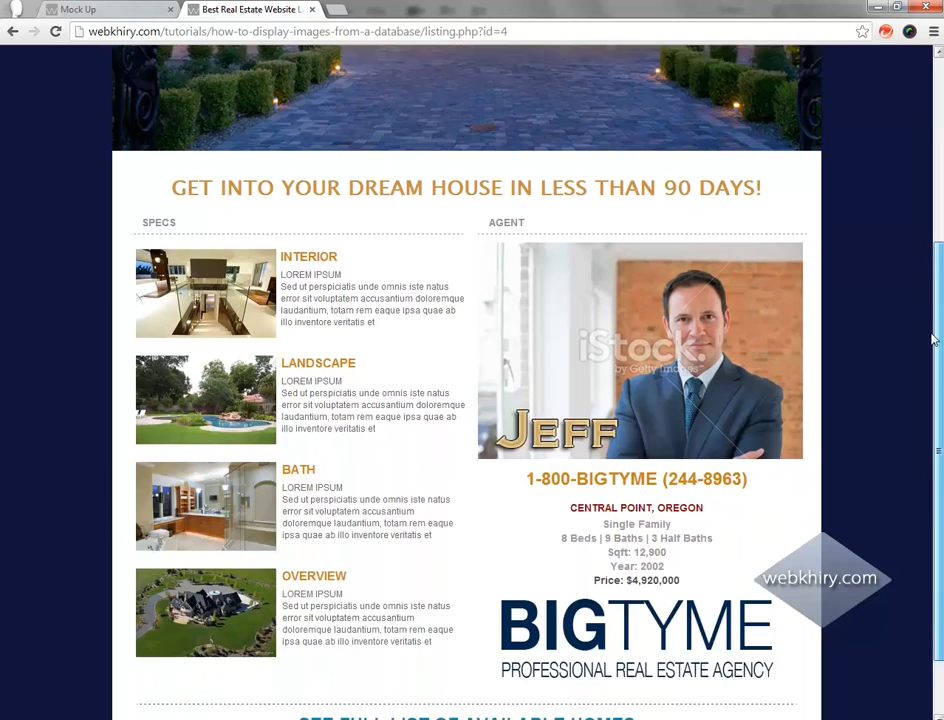 Mock Up
Best Real Estate Website L
webkhiry.com/tutorials/how-to-display-images-from-a-database/listing.php?id=4
GET INTO YOUR DREAM HOUSE IN LESS THAN 90 DAYS!
SPECS
INTERIOR
LOREM IPSUM
Sed ut perspiciatis unde omnis iste natus
error sit voluptatem accusantium doloremque
laudantium, totam rem eaque ipsa quae ab
illo inventore veritatis et
LANDSCAPE
LOREM IPSUM
Sed ut perspiciatis unde omnis iste natus
error sit voluptatem accusantium doloremque
laudantium, totam rem eaque ipsa quae ab
illo inventore veritatis et
BATH
LOREM IPSUM
Sed ut perspiciatis unde omnis iste
natus error sit voluptatem accusantium
doloremque laudantium, totam rem eaque
ipsa quae ab illo inventore veritatis et
OVERVIEW
LOREM IPSUM
Sed ut perspiciatis unde omnis iste
natus error sit voluptatem accusantium
doloremque laudantium, totam rem eaque
ipsa quae ab illo inventore veritatis et
AGENT
iStock.
by Getty Images
JEFF
1-800-BIGTYME (244-8963)
CENTRAL POINT, OREGON
Single Family
8 Beds | 9 Baths | 3 Half Baths
Sqft: 12,900
Year: 2002
Price: $4,920,000
webkhiry.com
BIGTYME
PROFESSIONAL REAL ESTATE AGENCY
SEE FULL LIST OF AVAILABLE HOMES